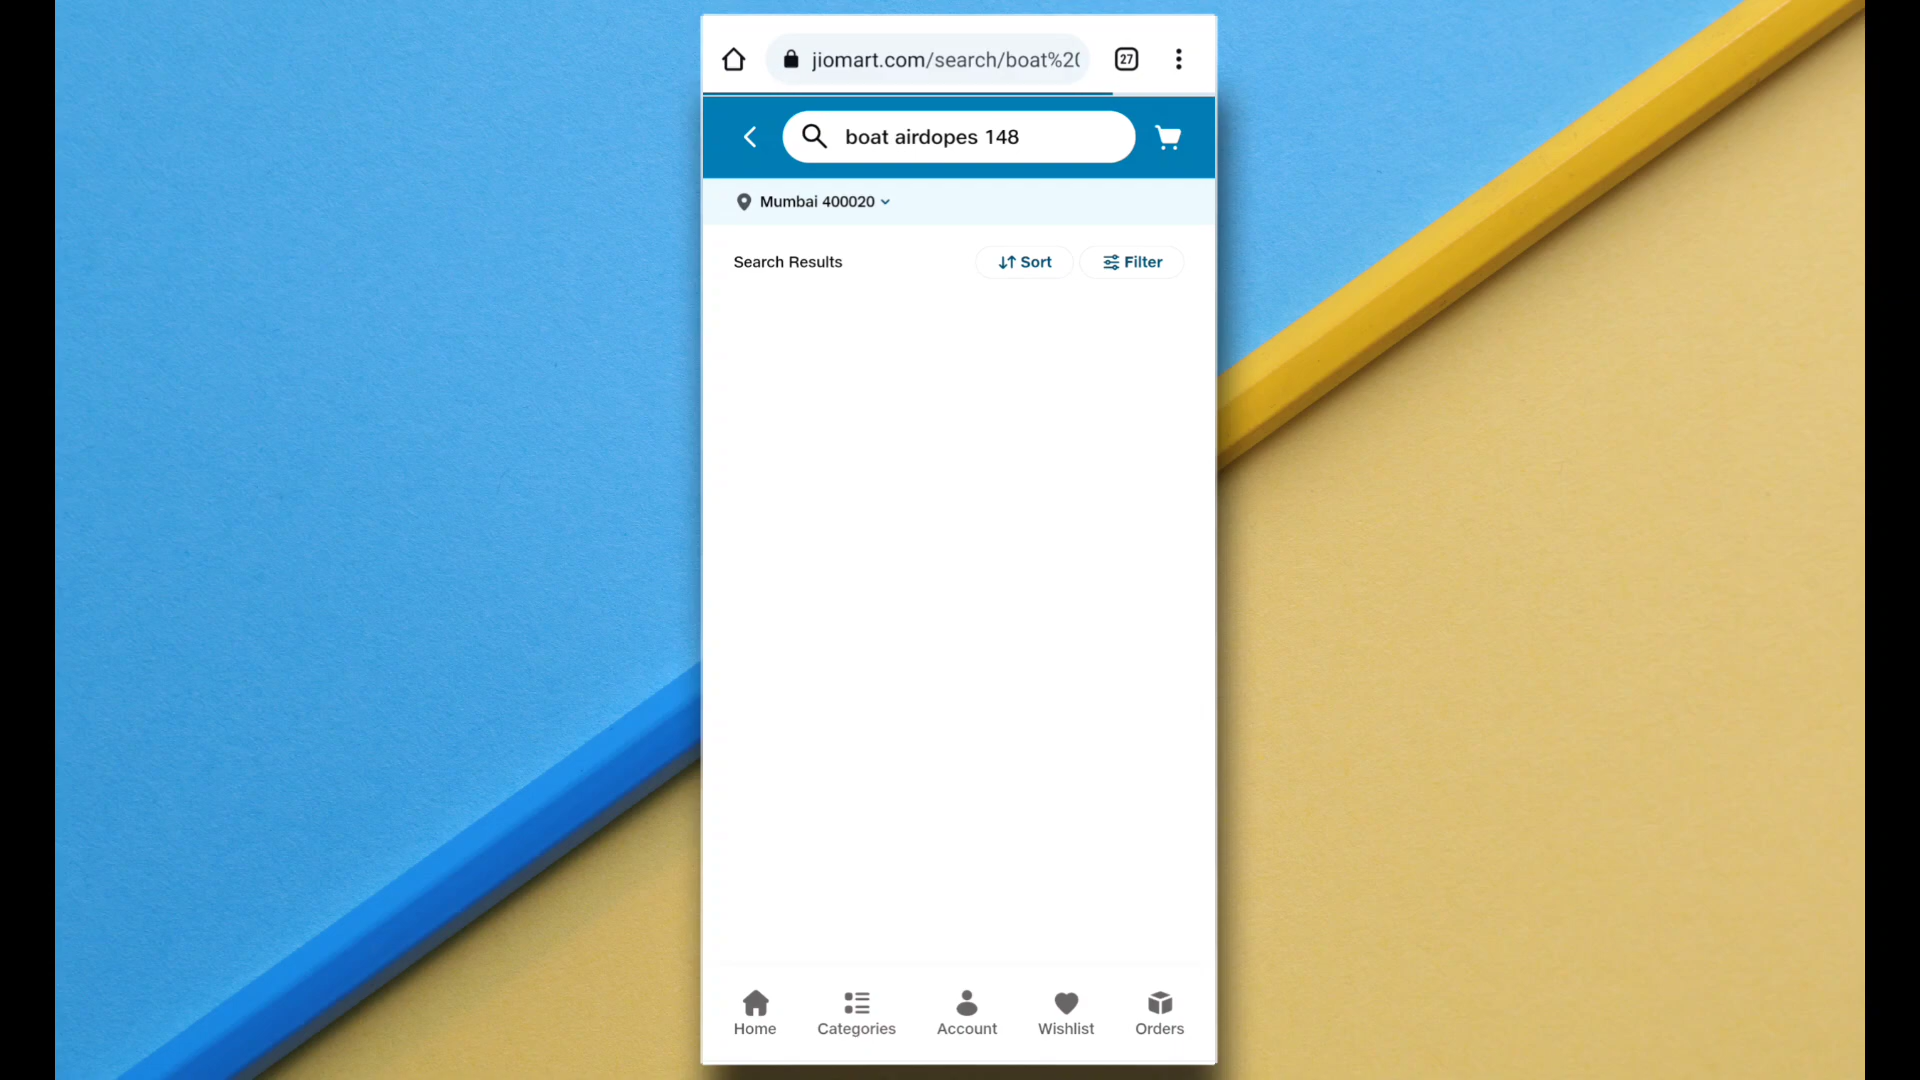 jiomart.com/search/boat%20
27
boat airdopes 148
Mumbai 400020
Search Results
Sort
Filter
Home
Categories
Account
Wishlist
Orders